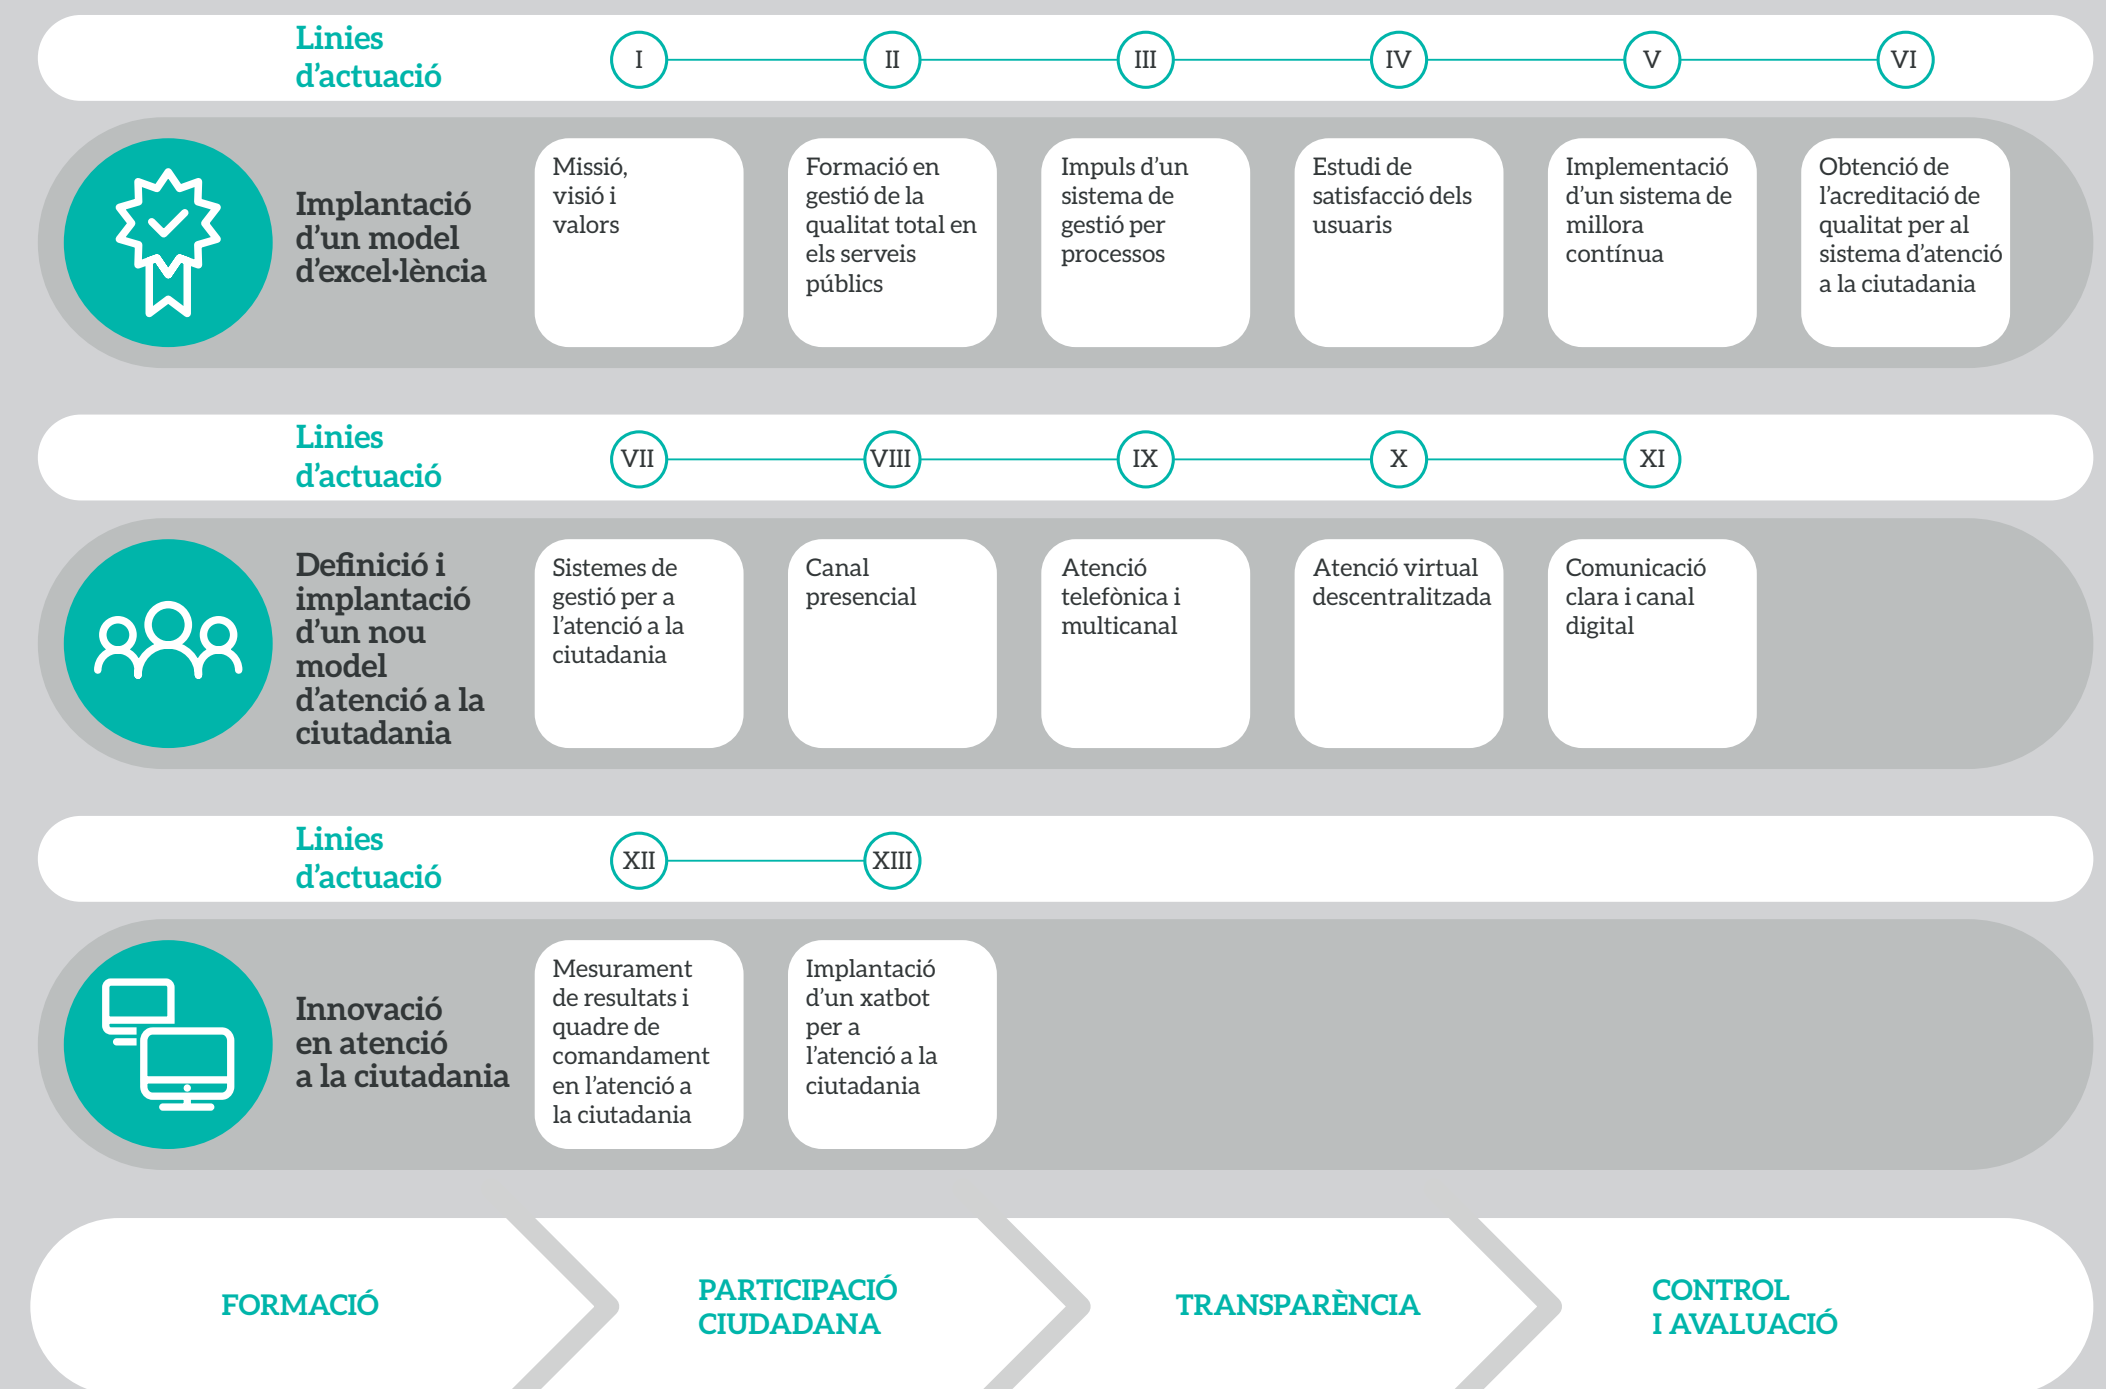 Linies
d’actuació
I
II
III
IV
V
VI
Implantació
d’un model
d’excel·lència
Missió,
visió i
valors
Formació en
gestió de la
qualitat total en
els serveis
públics
Impuls d’un
sistema de
gestió per
processos
Estudi de
satisfacció dels
usuaris
Implementació
d’un sistema de
millora
contínua
Obtenció de
l’acreditació de
qualitat per al
sistema d’atenció
a la ciutadania
Linies
d’actuació
VII
VIII
IX
X
XI
Definició i
implantació
d’un nou
model
d’atenció a la
ciutadania
Sistemes de
gestió per a
l’atenció a la
ciutadania
Canal
presencial
Atenció
telefònica i
multicanal
Atenció virtual
descentralitzada
Comunicació
clara i canal
digital
Linies
d’actuació
XII
XIII
Innovació
en atenció
a la ciutadania
Mesurament
de resultats i
quadre de
comandament
en l’atenció a
la ciutadania
Implantació
d’un xatbot
per a
l’atenció a la
ciutadania
FORMACIÓ
PARTICIPACIÓ
CIUDADANA
TRANSPARÈNCIA
CONTROL
I AVALUACIÓ